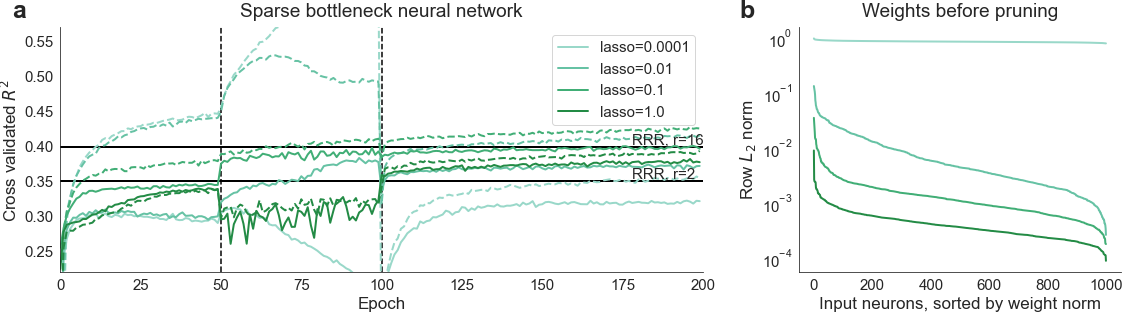 a
Sparse bottleneck neural network
Cross validated R²
0.55
0.50
0.45
0.40
0.35
0.30
0.25
lasso=0.0001
lasso=0.01
lasso=0.1
lasso=1.0
RRR, r=16
RRR, r=2
0 25 50 75 100 125 150 175 200
Epoch
b
Weights before pruning
Row L₂ norm
10⁰
10⁻¹
10⁻²
10⁻³
10⁻⁴
0 200 400 600 800 1000
Input neurons, sorted by weight norm